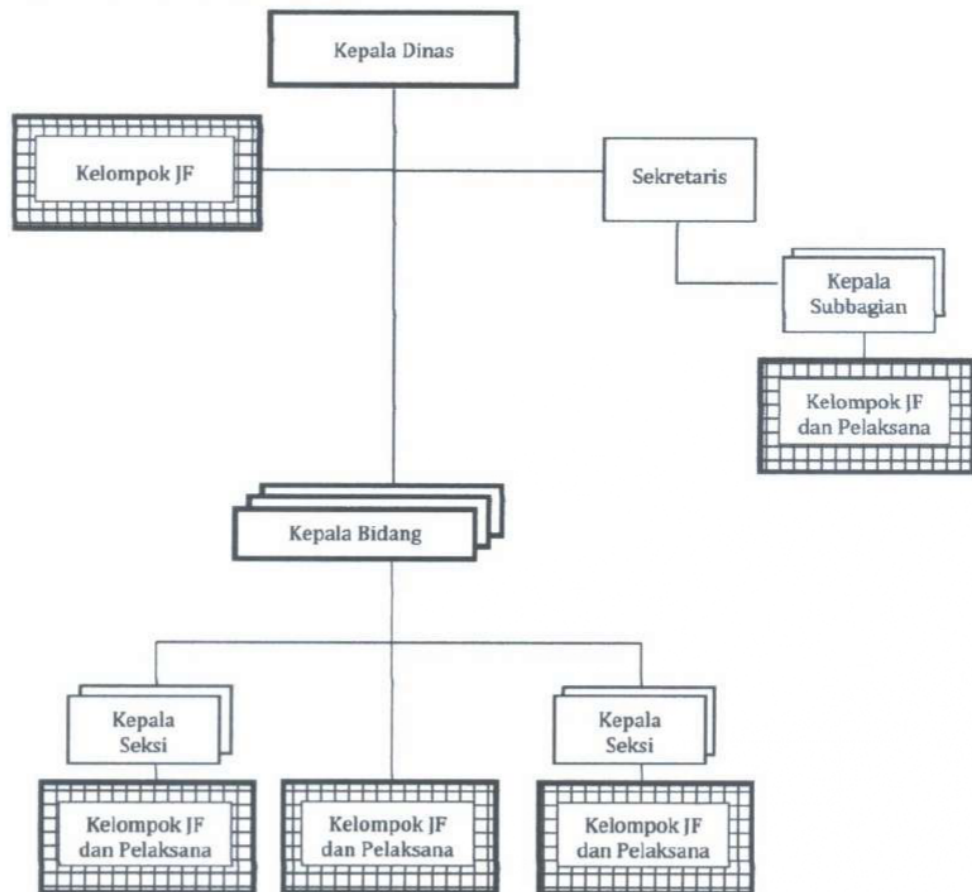 Kepala Dinas
Kelompok JF
Sekretaris
Kepala
Subbagian
Kelompok JF
dan Pelaksana
Kepala Bidang
Kepala
Seksi
Kepala
Seksi
Kelompok JF
dan Pelaksana
Kelompok JF
dan Pelaksana
Kelompok JF
dan Pelaksana